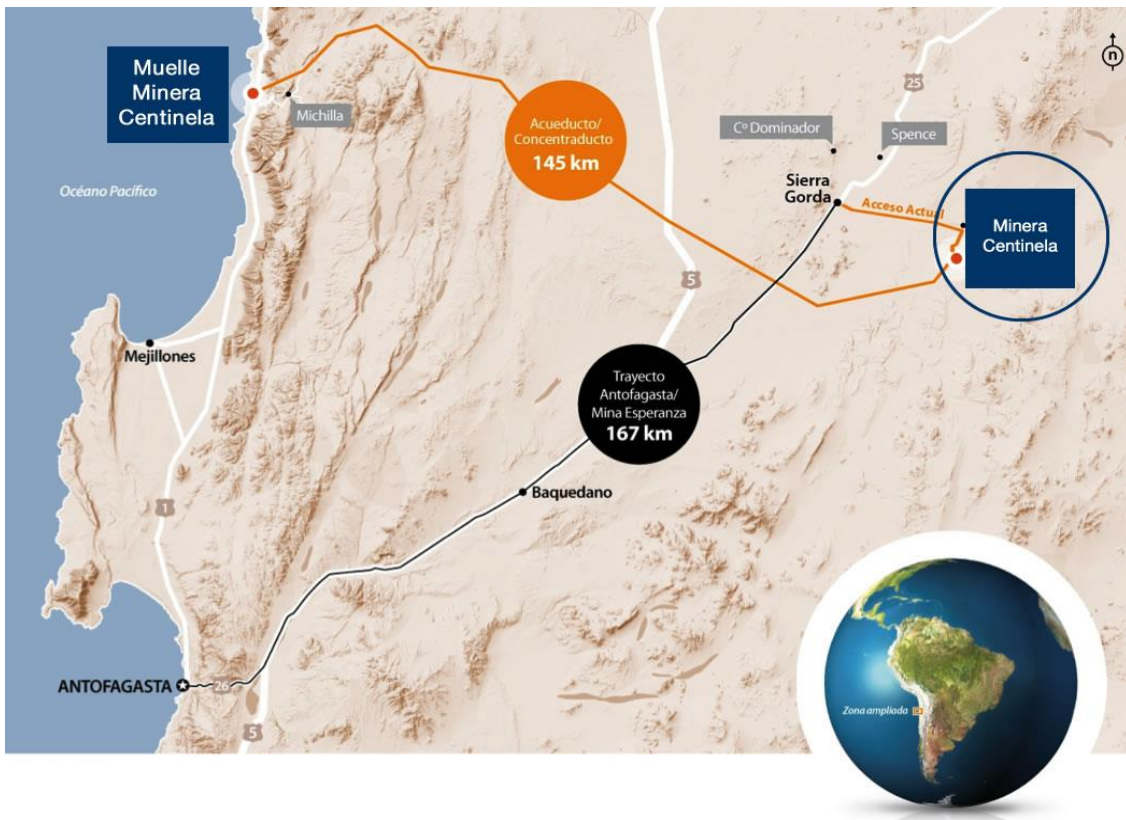 Muelle
Minera
Centinela
Michilla
Océano Pacífico
Acueducto/
Concentraducto
145 km
n
25
Cº Dominador
Spence
Sierra
Gorda
Acceso Actual
Minera
Centinela
5
Mejillones
Trayecto
Antofagasta/
Mina Esperanza
167 km
Baquedano
1
ANTOFAGASTA
26
5
Zona ampliada